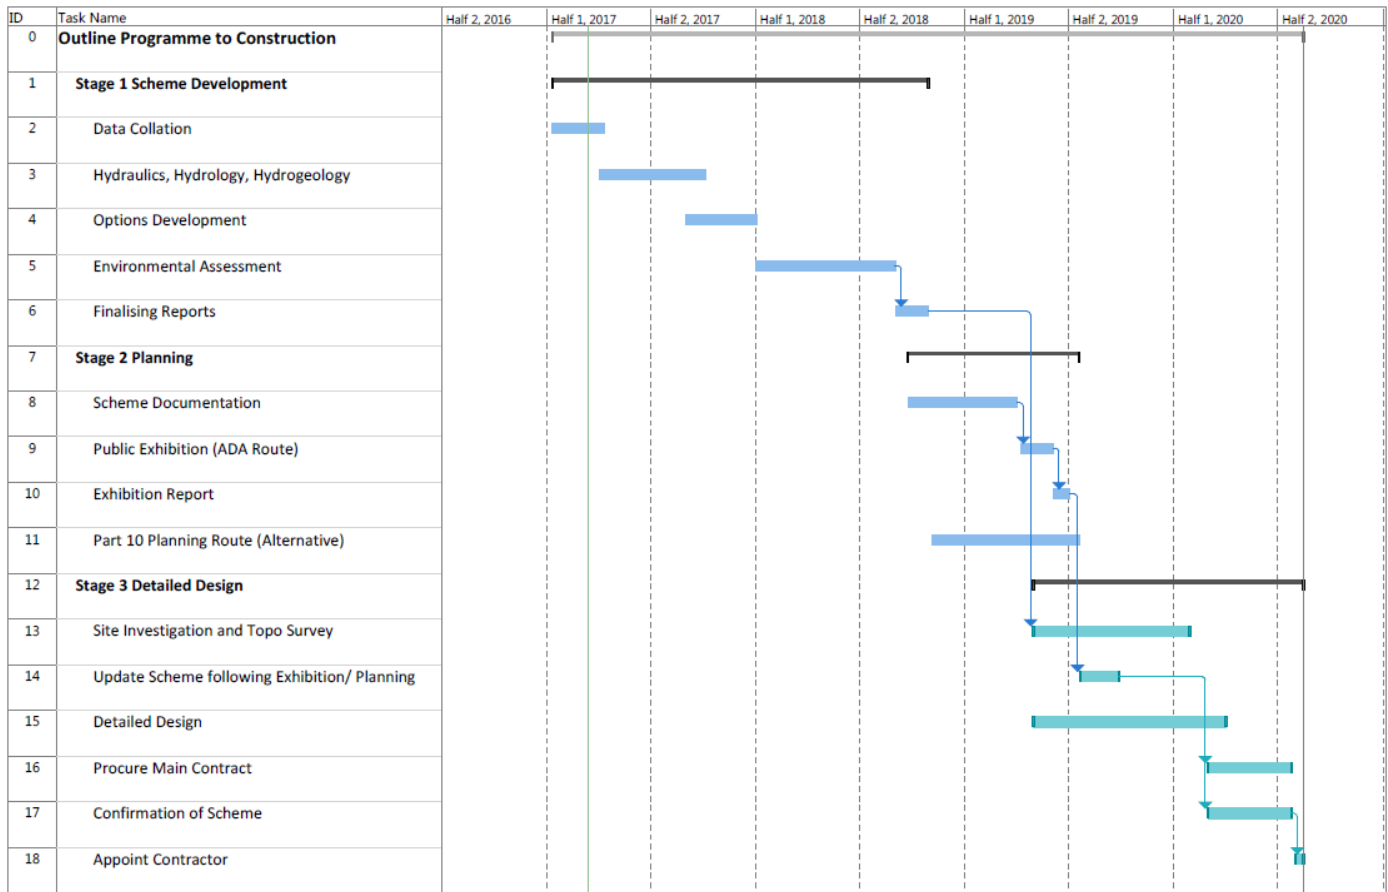 ID Task Name Half 2, 2016 Half 1, 2017 Half 2, 2017 Half 1, 2018 Half 2, 2018 Half 1, 2019 Half 2, 2019 Half 1, 2020 Half 2, 2020
0 Outline Programme to Construction
1 Stage 1 Scheme Development
2 Data Collation
3 Hydraulics, Hydrology, Hydrogeology
4 Options Development
5 Environmental Assessment
6 Finalising Reports
7 Stage 2 Planning
8 Scheme Documentation
9 Public Exhibition (ADA Route)
10 Exhibition Report
11 Part 10 Planning Route (Alternative)
12 Stage 3 Detailed Design
13 Site Investigation and Topo Survey
14 Update Scheme following Exhibition/ Planning
15 Detailed Design
16 Procure Main Contract
17 Confirmation of Scheme
18 Appoint Contractor